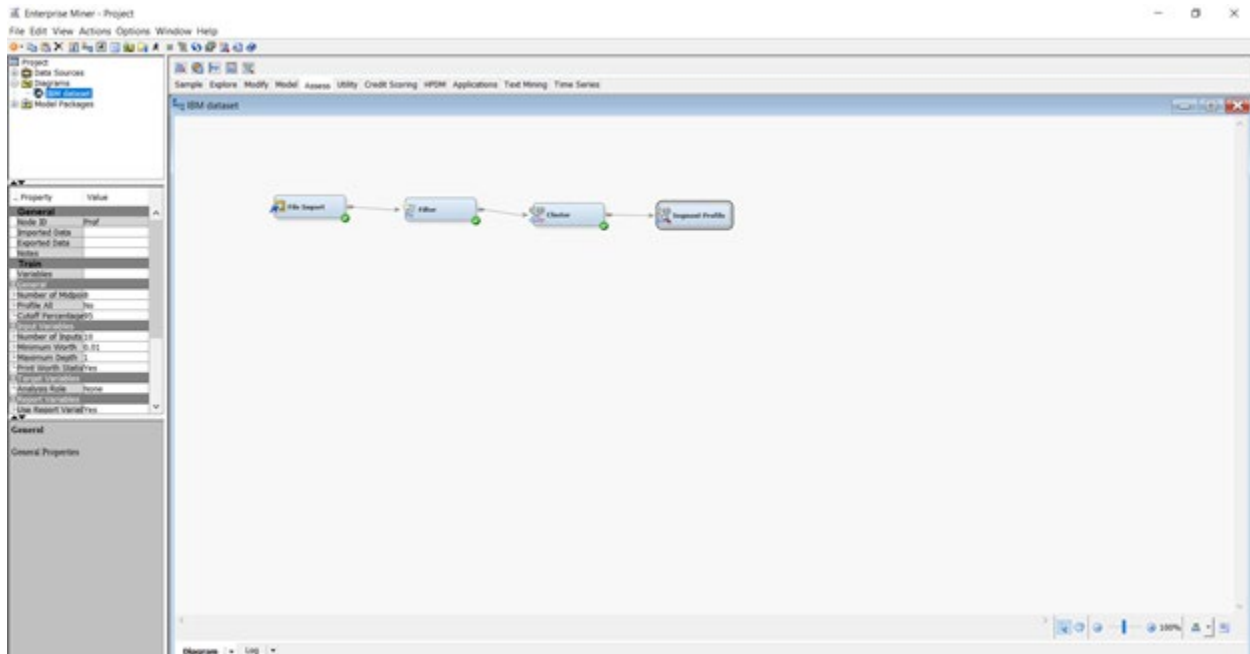 Enterprise Miner - Project
File Edit View Actions Options Window Help
Project
Data Sources
Diagrams
IBM dataset
Model Packages
Sample Explore Modify Model Assess Utility Credit Scoring HPDM Applications Text Mining Time Series
IBM dataset
File Import
Filter
Cluster
Segment Profile
.. Property Value
General
Node ID Prof
Imported Data
Exported Data
Notes
Train
Variables
General
Number of Midpoin
Profile All No
Cutoff Percentage 95
Input Variables
Number of Inputs 10
Minimum Worth 0.01
Maximum Depth 1
Print Worth Statis Yes
Target Variables
Analysis Role None
Report Variables
Use Report Variab Yes
General
General Properties
100%
Diagram Log